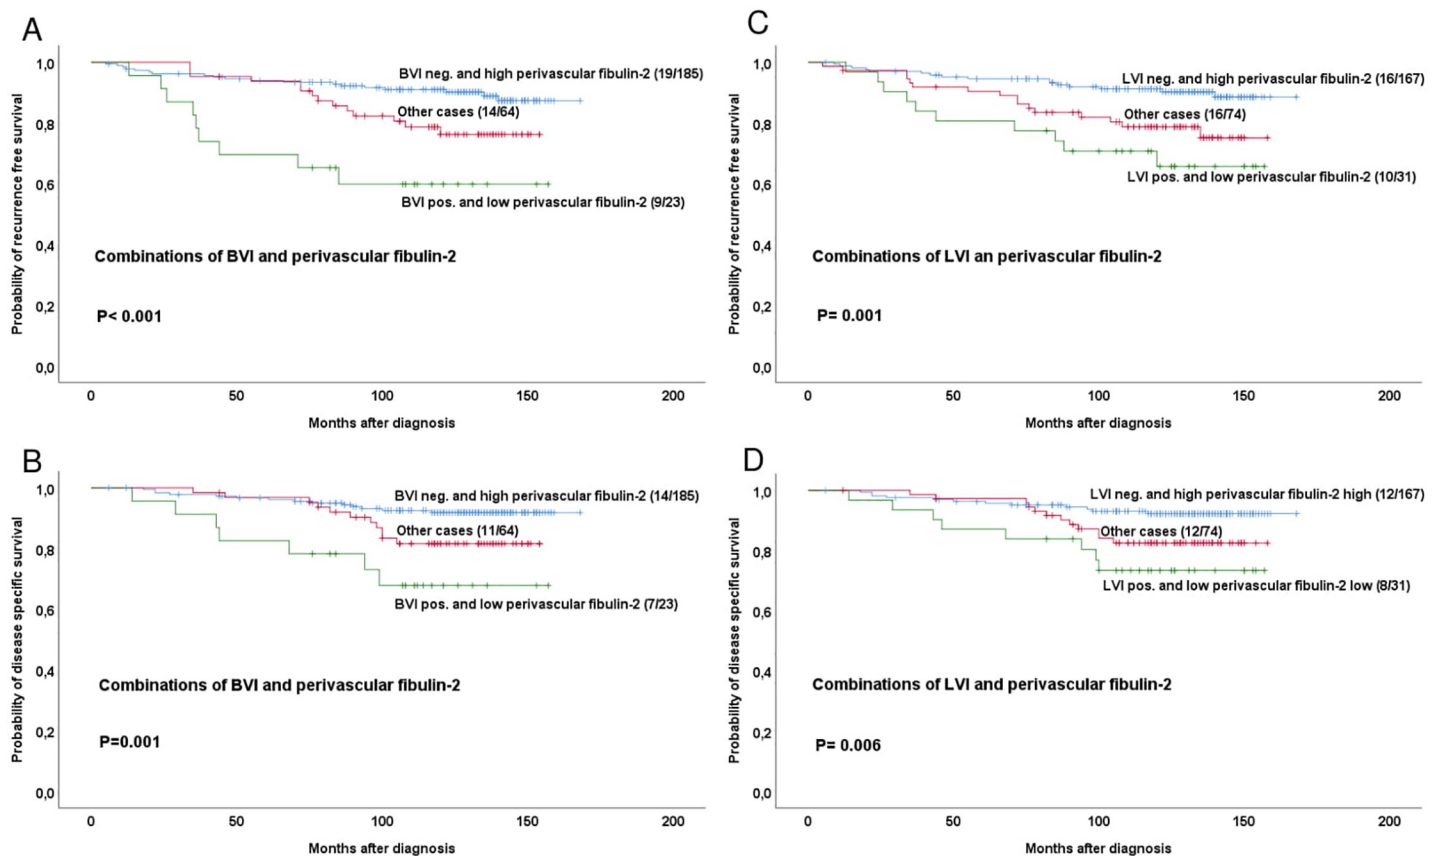 A
Probability of recurrence free survival
1,0
0,8
0,6
0,4
0,2
0,0
BVI neg. and high perivascular fibulin-2 (19/185)
Other cases (14/64)
BVI pos. and low perivascular fibulin-2 (9/23)
Combinations of BVI and perivascular fibulin-2
P< 0.001
0 50 100 150 200
Months after diagnosis
C
Probability of recurrence free survival
1,0
0,8
0,6
0,4
0,2
0,0
LVI neg. and high perivascular fibulin-2 (16/167)
Other cases (16/74)
LVI pos. and low perivascular fibulin-2 (10/31)
Combinations of LVI an perivascular fibulin-2
P= 0.001
0 50 100 150 200
Months after diagnosis
B
Probability of disease specific survival
1,0
0,8
0,6
0,4
0,2
0,0
BVI neg. and high perivascular fibulin-2 (14/185)
Other cases (11/64)
BVI pos. and low perivascular fibulin-2 (7/23)
Combinations of BVI and perivascular fibulin-2
P=0.001
0 50 100 150 200
Months after diagnosis
D
Probability of disease specific survival
1,0
0,8
0,6
0,4
0,2
0,0
LVI neg. and high perivascular fibulin-2 high (12/167)
Other cases (12/74)
LVI pos. and low perivascular fibulin-2 low (8/31)
Combinations of LVI and perivascular fibulin-2
P= 0.006
0 50 100 150 200
Months after diagnosis